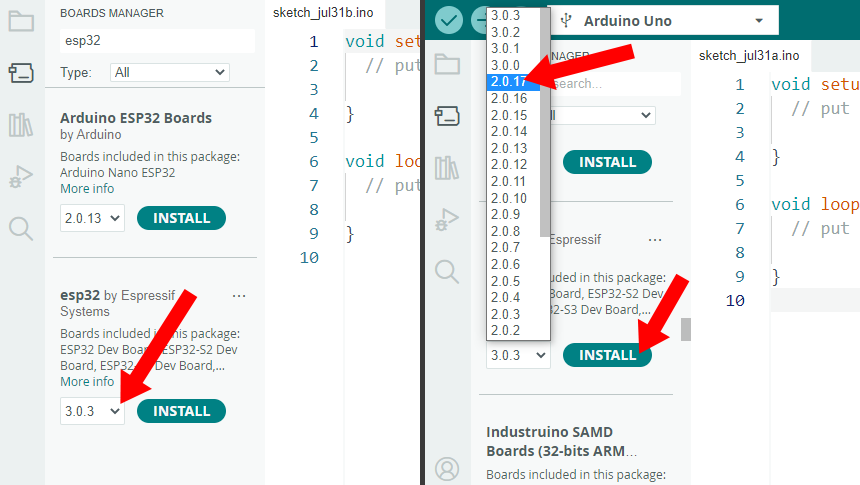 BOARDS MANAGER
esp32
Type: All
Arduino ESP32 Boards
by Arduino
Boards included in this package:
Arduino Nano ESP32
More info
2.0.13
INSTALL
esp32 by Espressif
Systems
Boards included in this package:
ESP32 Dev Board, ESP32-S2 Dev
Board, ESP32-
Dev Board,...
More info
3.0.3
INSTALL
sketch_jul31b.ino
1 void set
2 // put
3
4 }
5
6 void loo
7 // put
8
9 }
10
3.0.3
3.0.2
3.0.1
3.0.0
2.0.17
2.0.16
2.0.15
2.0.14
2.0.13
2.0.12
2.0.11
2.0.10
2.0.9
2.0.8
2.0.7
2.0.6
2.0.5
2.0.4
2.0.3
2.0.2
Arduino Uno
NAGER
search...
ll
INSTALL
Espressif
...
uded in this package:
Board, ESP32-S2 Dev
32-S3 Dev Board,...
3.0.3
INSTALL
Industruino SAMD
Boards (32-bits ARM...
Boards included in this package:
sketch_jul31a.ino
1 void setu
2 // put
3
4 }
5
6 void loop
7 // put
8
9 }
10